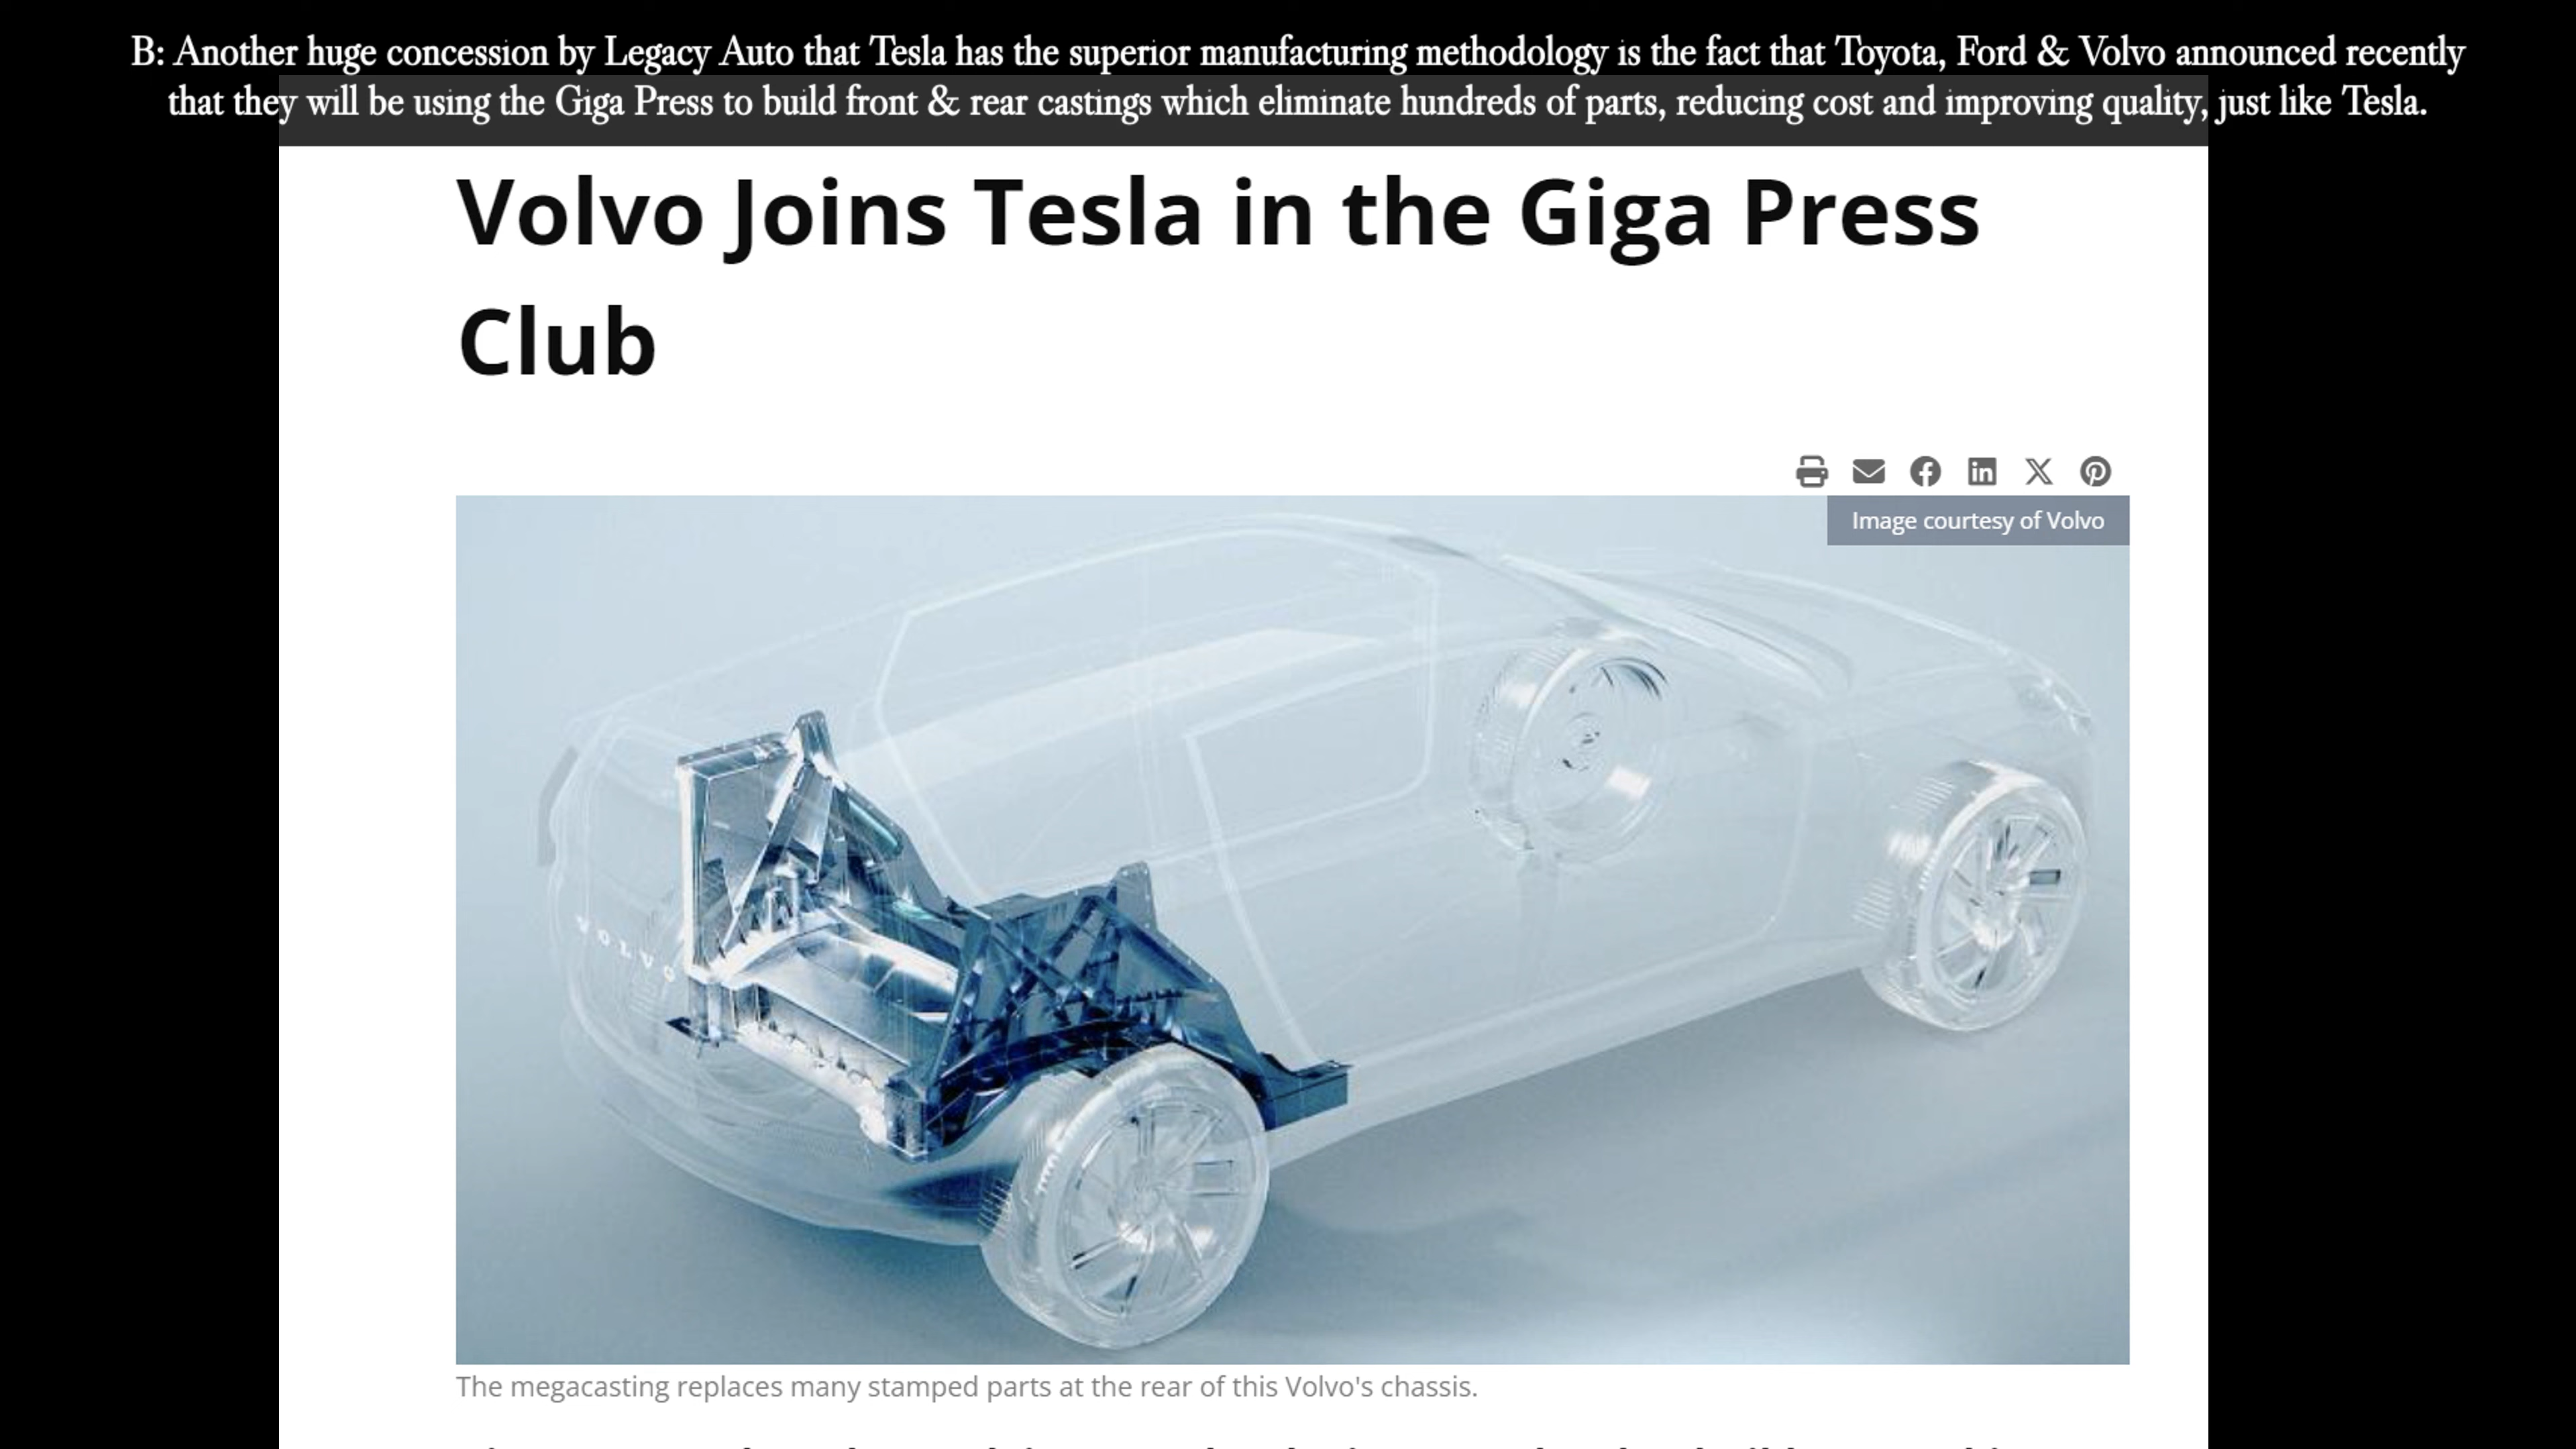 B: Another huge concession by Legacy Auto that Tesla has the superior manufacturing methodology is the fact that Toyota, Ford & Volvo announced recently
that they will be using the Giga Press to build front & rear castings which eliminate hundreds of parts, reducing cost and improving quality, just like Tesla.
Volvo Joins Tesla in the Giga Press
Club
Image courtesy of Volvo
VOLVO
The megacasting replaces many stamped parts at the rear of this Volvo's chassis.